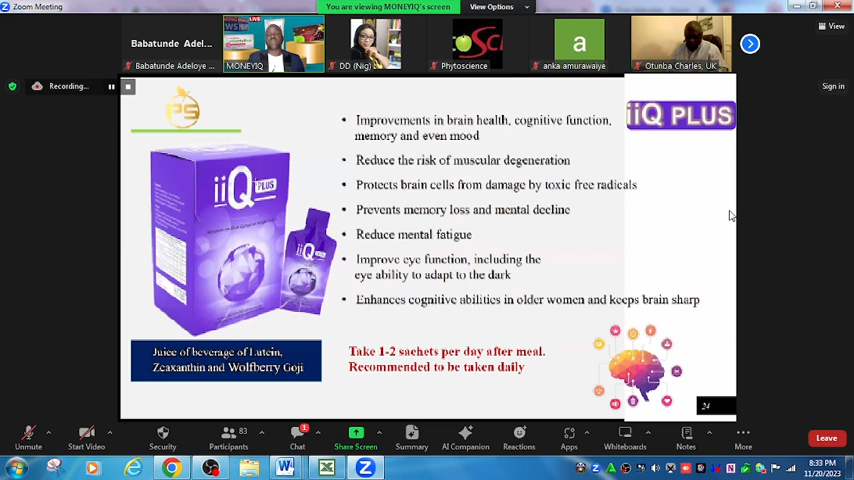 Zoom Meeting
You are viewing MONEYIQ's screen
View Options
Babatunde Adel...
Babatunde Adeloye
MONEYIQ
DD (Nig)
Phytoscience
a
anka amurawaiye
Otunba Charles, UK
View
LIVE
Recording...
Sign in
PS
iiQ PLUS
Improvements in brain health, cognitive function,
memory and even mood
Reduce the risk of muscular degeneration
Protects brain cells from damage by toxic free radicals
Prevents memory loss and mental decline
Reduce mental fatigue
Improve eye function, including the
eye ability to adapt to the dark
Enhances cognitive abilities in older women and keeps brain sharp
iiQ PLUS
iiQ
Juice of beverage of Lutein,
Zeaxanthin and Wolfberry Goji
Take 1-2 sachets per day after meal.
Recommended to be taken daily
24
Unmute
Start Video
Security
Participants
83
Chat
1
Share Screen
Summary
AI Companion
Reactions
Apps
Whiteboards
Notes
More
Leave
8:33 PM
11/20/2023